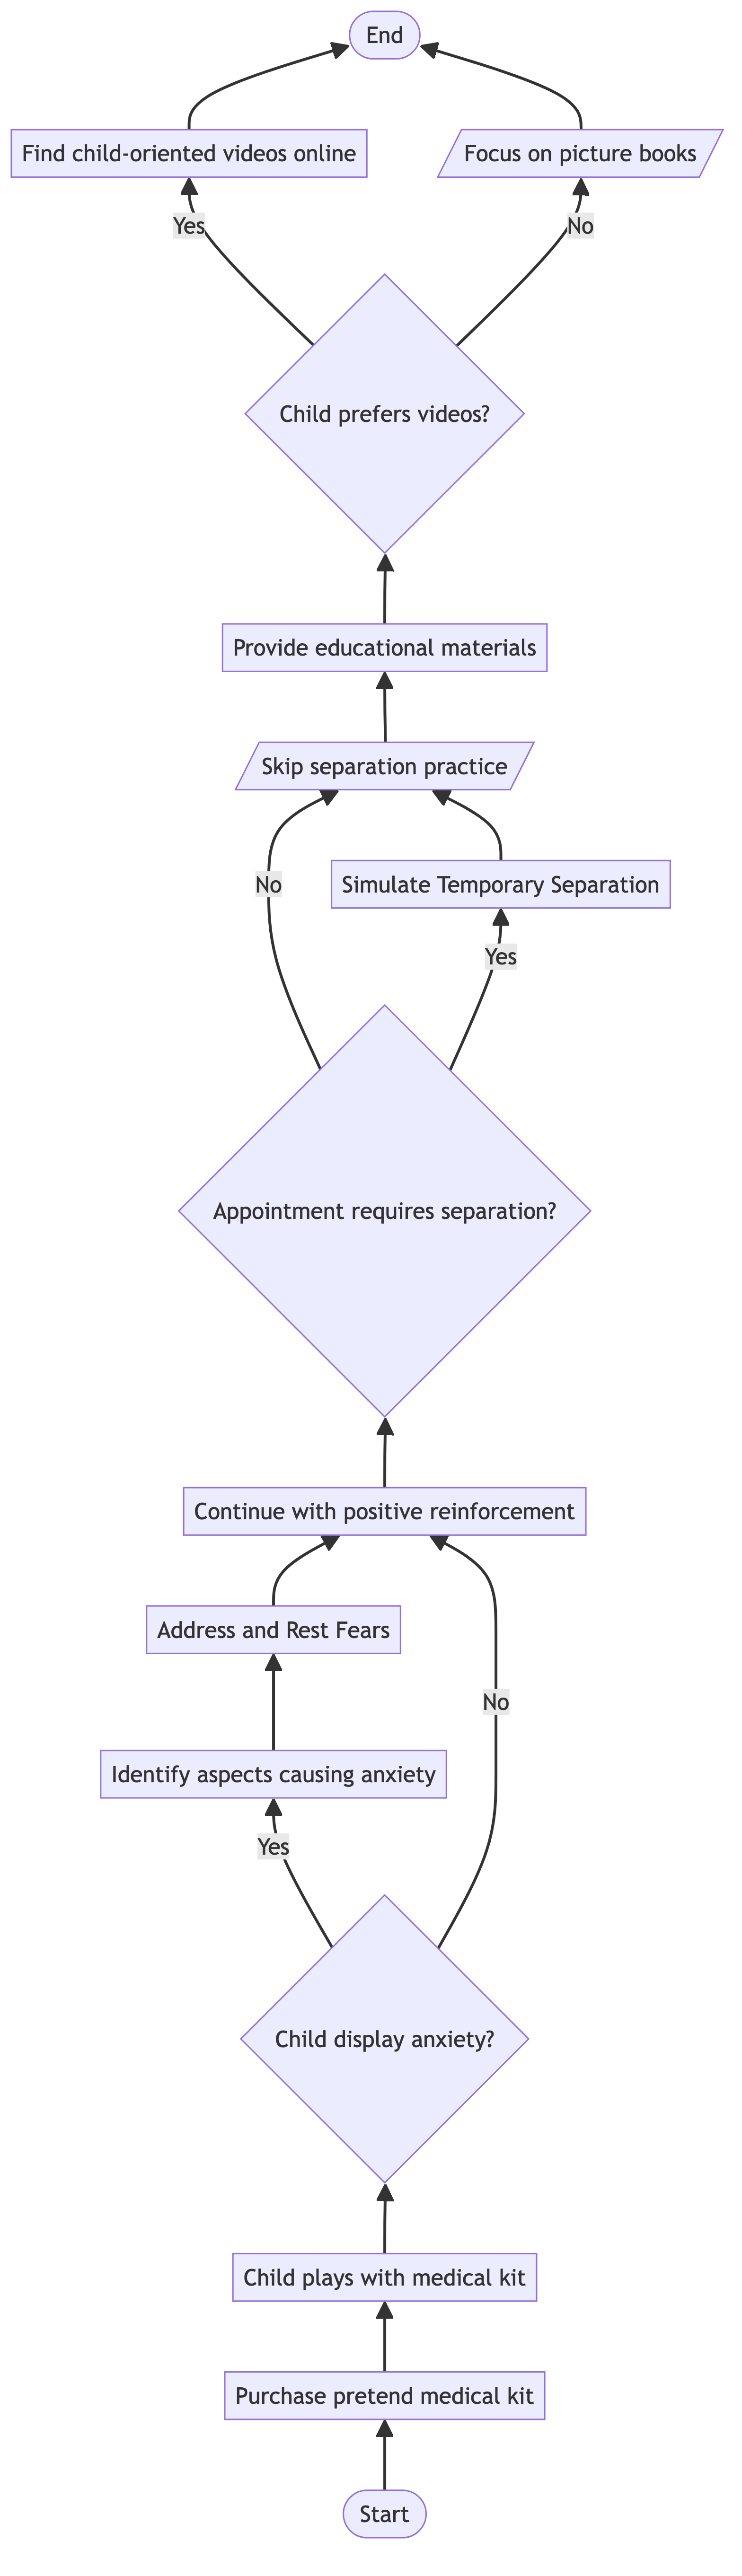 End
Find child-oriented videos online
Focus on picture books
Yes
No
Child prefers videos?
Provide educational materials
Skip separation practice
No
Simulate Temporary Separation
Yes
Appointment requires separation?
Continue with positive reinforcement
Address and Rest Fears
No
Identify aspects causing anxiety
Yes
Child display anxiety?
Child plays with medical kit
Purchase pretend medical kit
Start